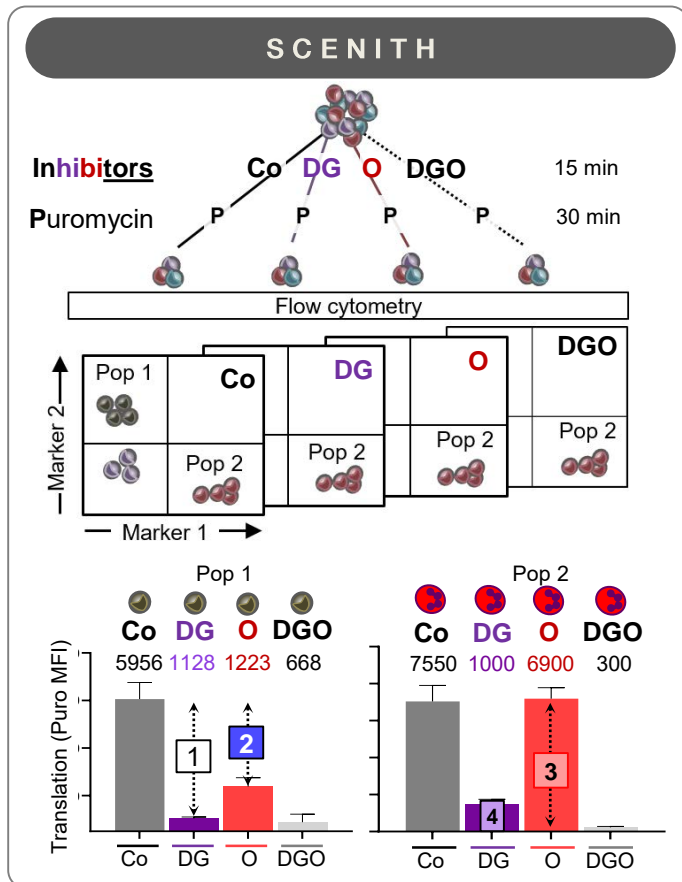 SCENITH
Inhibitors Co DG O DGO 15 min
Puromycin P P P P 30 min
Flow cytometry
Marker 2
Pop 1 Co DG O DGO
Pop 2 Pop 2 Pop 2 Pop 2
Marker 1
Pop 1
Co DG O DGO
5956 1128 1223 668
Translation (Puro MFI)
1 2
Co DG O DGO
Pop 2
Co DG O DGO
7550 1000 6900 300
3
4
Co DG O DGO